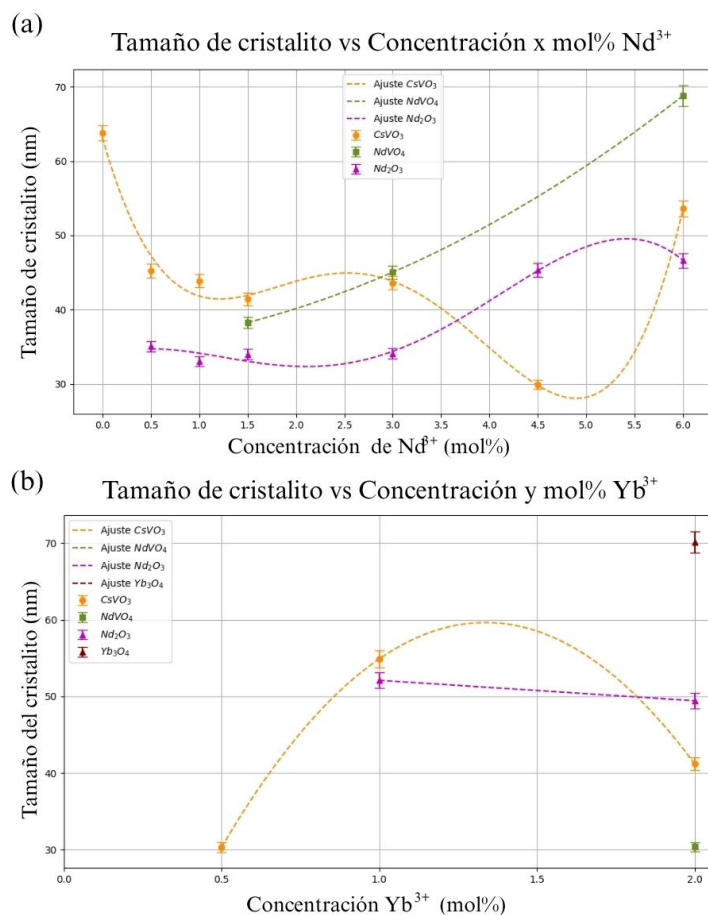 (a)
Tamaño de cristalito vs Concentración x mol% Nd³⁺
Tamaño de cristalito (nm)
70
60
50
40
30
Ajuste CsVO₃
Ajuste NdVO₄
Ajuste Nd₂O₃
CsVO₃
NdVO₄
Nd₂O₃
0.0 0.5 1.0 1.5 2.0 2.5 3.0 3.5 4.0 4.5 5.0 5.5 6.0
Concentración de Nd³⁺ (mol%)
(b)
Tamaño de cristalito vs Concentración y mol% Yb³⁺
Tamaño del cristalito (nm)
70
60
50
40
30
Ajuste CsVO₃
Ajuste NdVO₄
Ajuste Nd₂O₃
Ajuste Yb₃O₄
CsVO₃
NdVO₄
Nd₂O₃
Yb₃O₄
0.0 0.5 1.0 1.5 2.0
Concentración Yb³⁺ (mol%)